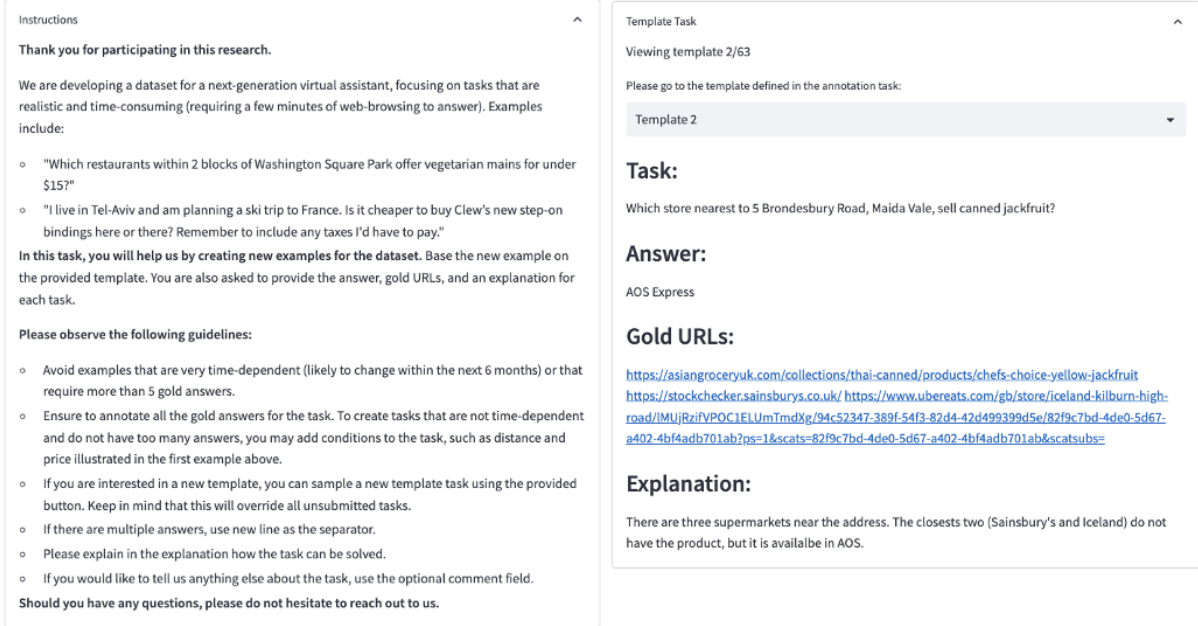 Instructions
Thank you for participating in this research.
We are developing a dataset for a next-generation virtual assistant, focusing on tasks that are
realistic and time-consuming (requiring a few minutes of web-browsing to answer). Examples
include:
"Which restaurants within 2 blocks of Washington Square Park offer vegetarian mains for under
$15?"
"I live in Tel-Aviv and am planning a ski trip to France. Is it cheaper to buy Clew's new step-on
bindings here or there? Remember to include any taxes I'd have to pay."
In this task, you will help us by creating new examples for the dataset. Base the new example on
the provided template. You are also asked to provide the answer, gold URLs, and an explanation for
each task.
Please observe the following guidelines:
Avoid examples that are very time-dependent (likely to change within the next 6 months) or that
require more than 5 gold answers.
Ensure to annotate all the gold answers for the task. To create tasks that are not time-dependent
and do not have too many answers, you may add conditions to the task, such as distance and
price illustrated in the first example above.
If you are interested in a new template, you can sample a new template task using the provided
button. Keep in mind that this will override all unsubmitted tasks.
If there are multiple answers, use new line as the separator.
Please explain in the explanation how the task can be solved.
If you would like to tell us anything else about the task, use the optional comment field.
Should you have any questions, please do not hesitate to reach out to us.
Template Task
Viewing template 2/63
Please go to the template defined in the annotation task:
Template 2
Task:
Which store nearest to 5 Brondesbury Road, Maida Vale, sell canned jackfruit?
Answer:
AOS Express
Gold URLs:
https://asiangroceryuk.com/collections/thai-canned/products/chefs-choice-yellow-jackfruit
https://stockchecker.sainsburys.co.uk/ https://www.ubereats.com/gb/store/iceland-kilburn-high-
road/lMUjRzifVPOC1ELUmTmdXg/94c52347-389f-54f3-82d4-42d499399d5e/82f9c7bd-4de0-5d67-
a402-4bf4adb701ab?ps=1&scats=82f9c7bd-4de0-5d67-a402-4bf4adb701ab&scatsubs=
Explanation:
There are three supermarkets near the address. The closests two (Sainsbury's and Iceland) do not
have the product, but it is availalbe in AOS.